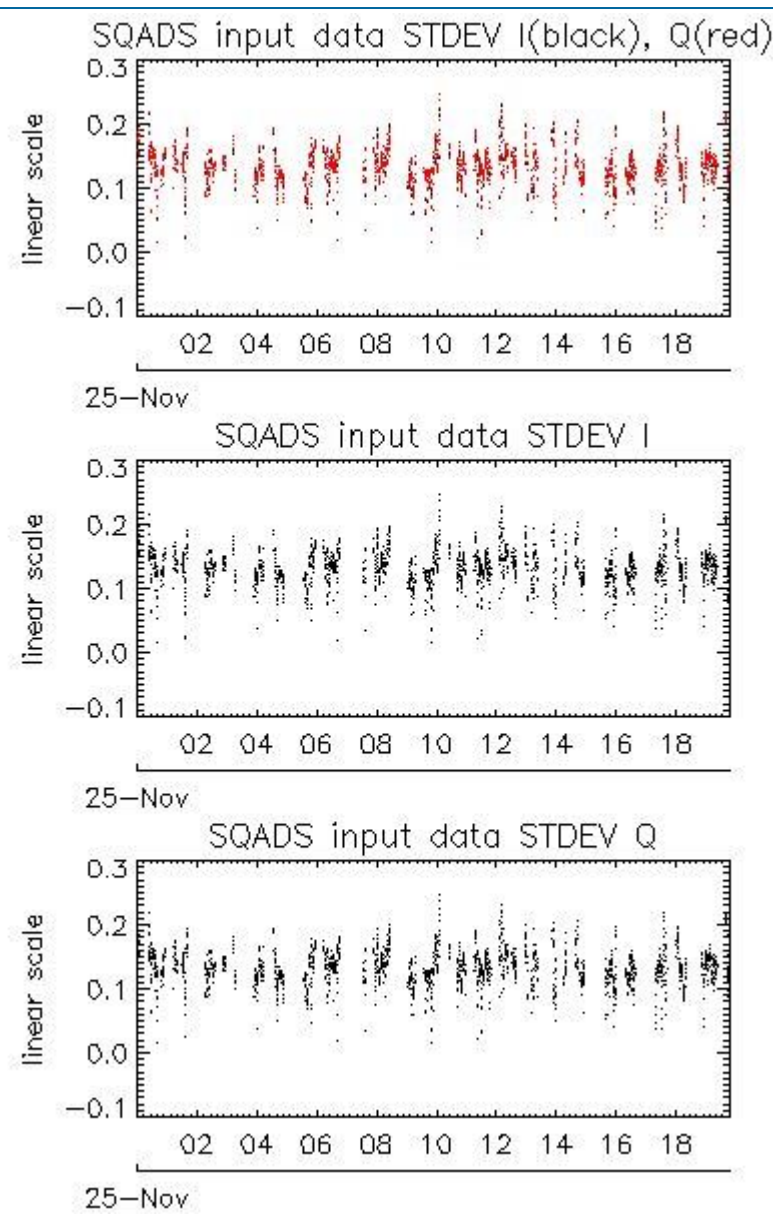 SQADS input data STDEV I(black), Q(red)
0.3
0.2
0.1
0.0
−0.1
linear scale
02 04 06 08 10 12 14 16 18
25−Nov
SQADS input data STDEV I
0.3
0.2
0.1
0.0
−0.1
linear scale
02 04 06 08 10 12 14 16 18
25−Nov
SQADS input data STDEV Q
0.3
0.2
0.1
0.0
−0.1
linear scale
02 04 06 08 10 12 14 16 18
25−Nov